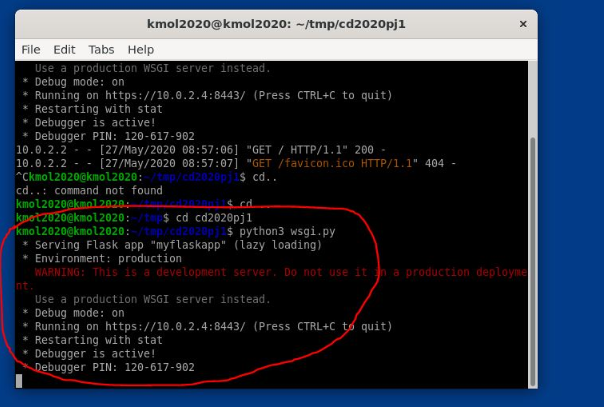 kmol2020@kmol2020: ~/tmp/cd2020pj1
×
File Edit Tabs Help
Use a production WSGI server instead.
* Debug mode: on
* Running on https://10.0.2.4:8443/ (Press CTRL+C to quit)
* Restarting with stat
* Debugger is active!
* Debugger PIN: 120-617-902
10.0.2.2 - - [27/May/2020 08:57:06] "GET / HTTP/1.1" 200 -
10.0.2.2 - - [27/May/2020 08:57:07] "GET /favicon.ico HTTP/1.1" 404 -
^Ckmol2020@kmol2020:~/tmp/cd2020pj1$ cd..
cd..: command not found
kmol2020@kmol2020:~/tmp/cd2020pj1$ cd ..
kmol2020@kmol2020:~/tmp$ cd cd2020pj1
kmol2020@kmol2020:~/tmp/cd2020pj1$ python3 wsgi.py
* Serving Flask app "myflaskapp" (lazy loading)
* Environment: production
WARNING: This is a development server. Do not use it in a production deployme
nt.
Use a production WSGI server instead.
* Debug mode: on
* Running on https://10.0.2.4:8443/ (Press CTRL+C to quit)
* Restarting with stat
* Debugger is active!
* Debugger PIN: 120-617-902